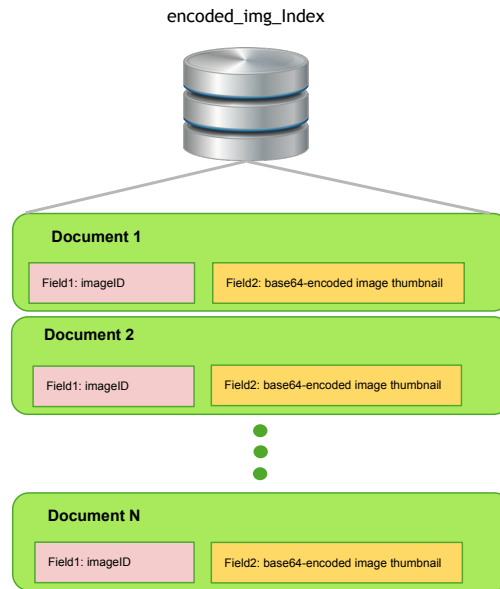 encoded_img_Index
Document 1
Field1: imageID
Field2: base64-encoded image thumbnail
Document 2
Field1: imageID
Field2: base64-encoded image thumbnail
Document N
Field1: imageID
Field2: base64-encoded image thumbnail